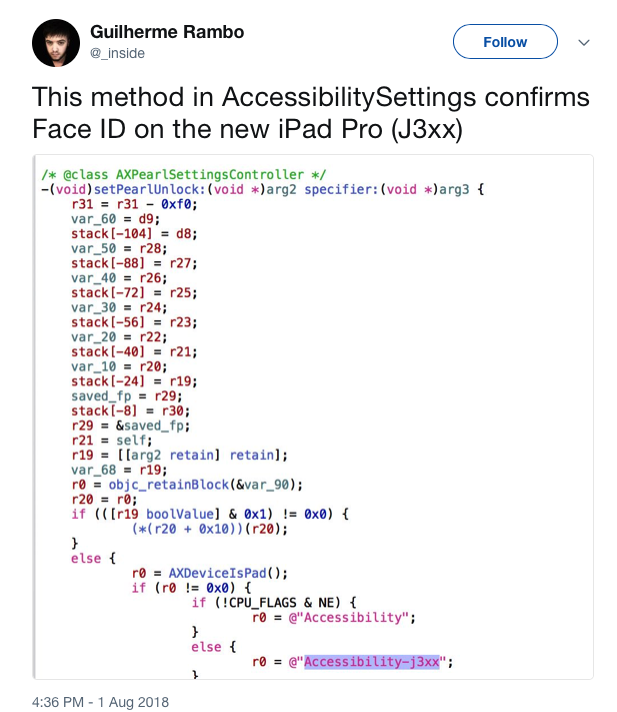 Guilherme Rambo
@_inside
Follow
This method in AccessibilitySettings confirms
Face ID on the new iPad Pro (J3xx)
/* @class AXPearlSettingsController */
-(void)setPearlUnlock:(void *)arg2 specifier:(void *)arg3 {
r31 = r31 - 0xf0;
var_60 = d9;
stack[-104] = d8;
var_50 = r28;
stack[-88] = r27;
var_40 = r26;
stack[-72] = r25;
var_30 = r24;
stack[-56] = r23;
var_20 = r22;
stack[-40] = r21;
var_10 = r20;
stack[-24] = r19;
saved_fp = r29;
stack[-8] = r30;
r29 = &saved_fp;
r21 = self;
r19 = [[arg2 retain] retain];
var_68 = r19;
r0 = objc_retainBlock(&var_90);
r20 = r0;
if (([r19 boolValue] & 0x1) != 0x0) {
(*(r20 + 0x10))(r20);
}
else {
r0 = AXDeviceIsPad();
if (r0 != 0x0) {
if (!CPU_FLAGS & NE) {
r0 = @"Accessibility";
}
else {
r0 = @"Accessibility-j3xx";
}
4:36 PM - 1 Aug 2018